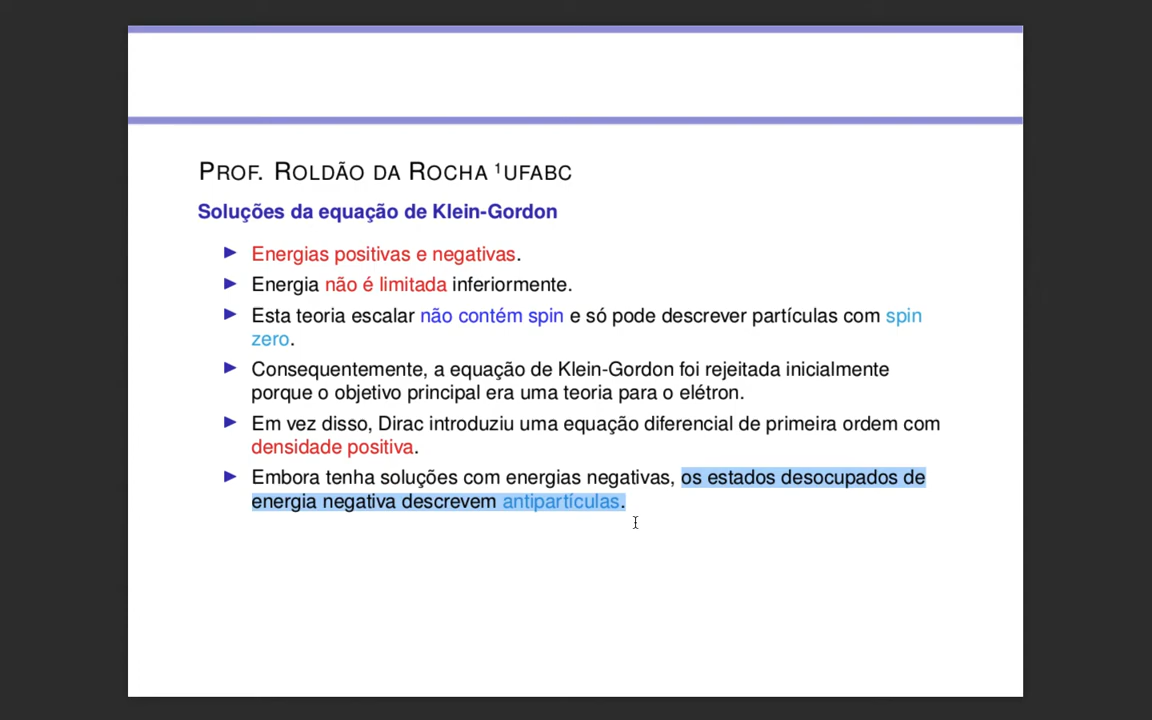 PROF. ROLDÃO DA ROCHA ¹UFABC
Soluções da equação de Klein-Gordon
► Energias positivas e negativas.
► Energia não é limitada inferiormente.
► Esta teoria escalar não contém spin e só pode descrever partículas com spin
zero.
► Consequentemente, a equação de Klein-Gordon foi rejeitada inicialmente
porque o objetivo principal era uma teoria para o elétron.
► Em vez disso, Dirac introduziu uma equação diferencial de primeira ordem com
densidade positiva.
► Embora tenha soluções com energias negativas, os estados desocupados de
energia negativa descrevem antipartículas.